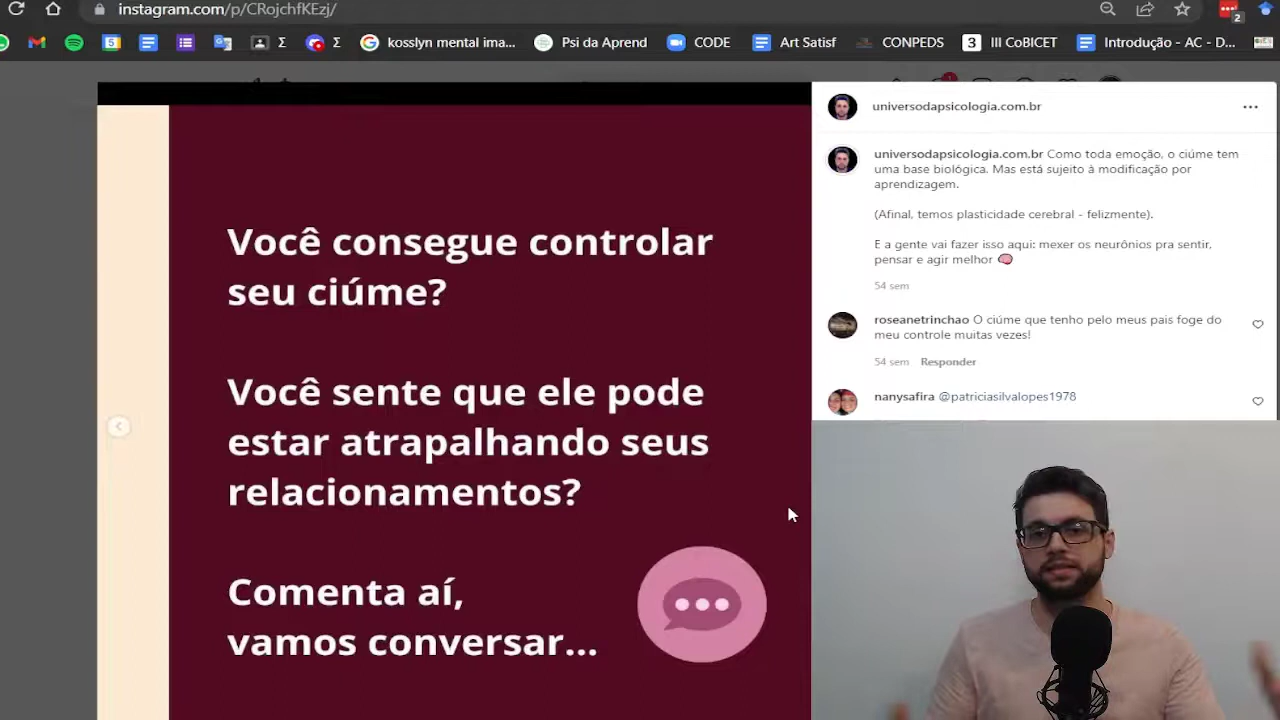 instagram.com/p/CRojchfKEzj/
2
5
Σ
Σ
kosslyn mental ima...
Psi da Aprend
CODE
Art Satisf
CONPEDS
3
III CoBICET
Introdução - AC - D...
Você consegue controlar
seu ciúme?
Você sente que ele pode
estar atrapalhando seus
relacionamentos?
Comenta aí,
vamos conversar...
universodapsicologia.com.br
universodapsicologia.com.br Como toda emoção, o ciúme tem
uma base biológica. Mas está sujeito à modificação por
aprendizagem.
(Afinal, temos plasticidade cerebral - felizmente).
E a gente vai fazer isso aqui: mexer os neurônios pra sentir,
pensar e agir melhor 🧠
54 sem
roseanetrinchao O ciúme que tenho pelo meus pais foge do
meu controle muitas vezes!
54 sem Responder
nanysafira @patriciasilvalopes1978